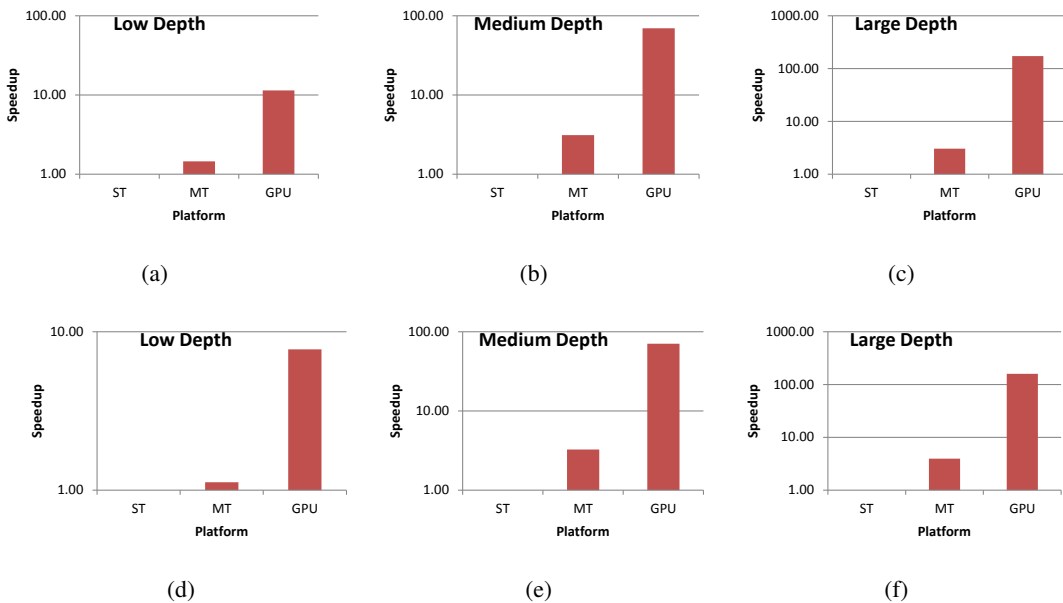 Low Depth
Speedup
100.00
10.00
1.00
ST MT GPU
Platform
(a)
Medium Depth
Speedup
100.00
10.00
1.00
ST MT GPU
Platform
(b)
Large Depth
Speedup
1000.00
100.00
10.00
1.00
ST MT GPU
Platform
(c)
Low Depth
Speedup
10.00
1.00
ST MT GPU
Platform
(d)
Medium Depth
Speedup
100.00
10.00
1.00
ST MT GPU
Platform
(e)
Large Depth
Speedup
1000.00
100.00
10.00
1.00
ST MT GPU
Platform
(f)